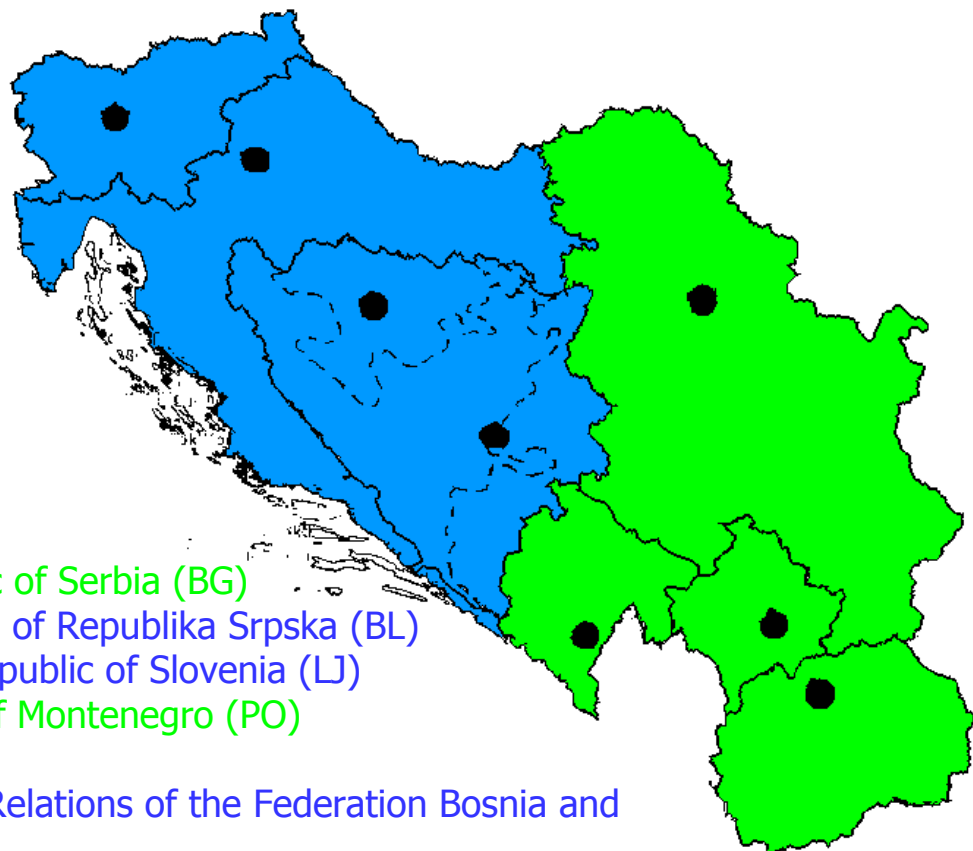 of Serbia (BG)
of Republika Srpska (BL)
public of Slovenia (LJ)
f Montenegro (PO)
Relations of the Federation Bosnia and